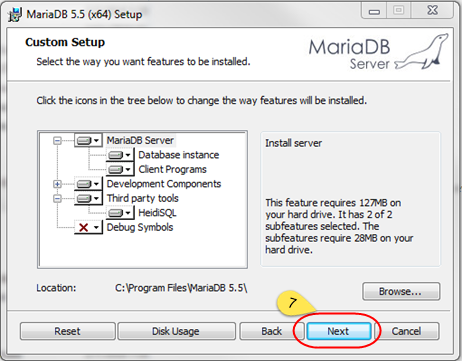 MariaDB 5.5 (x64) Setup
Custom Setup
Select the way you want features to be installed.
MariaDB
Server
Click the icons in the tree below to change the way features will be installed.
MariaDB Server
Database instance
Client Programs
Development Components
Third party tools
HeidiSQL
Debug Symbols
Install server
This feature requires 127MB on
your hard drive. It has 2 of 2
subfeatures selected. The
subfeatures require 28MB on your
hard drive.
Location: C:\Program Files\MariaDB 5.5\
Browse...
7
Reset Disk Usage Back Next Cancel